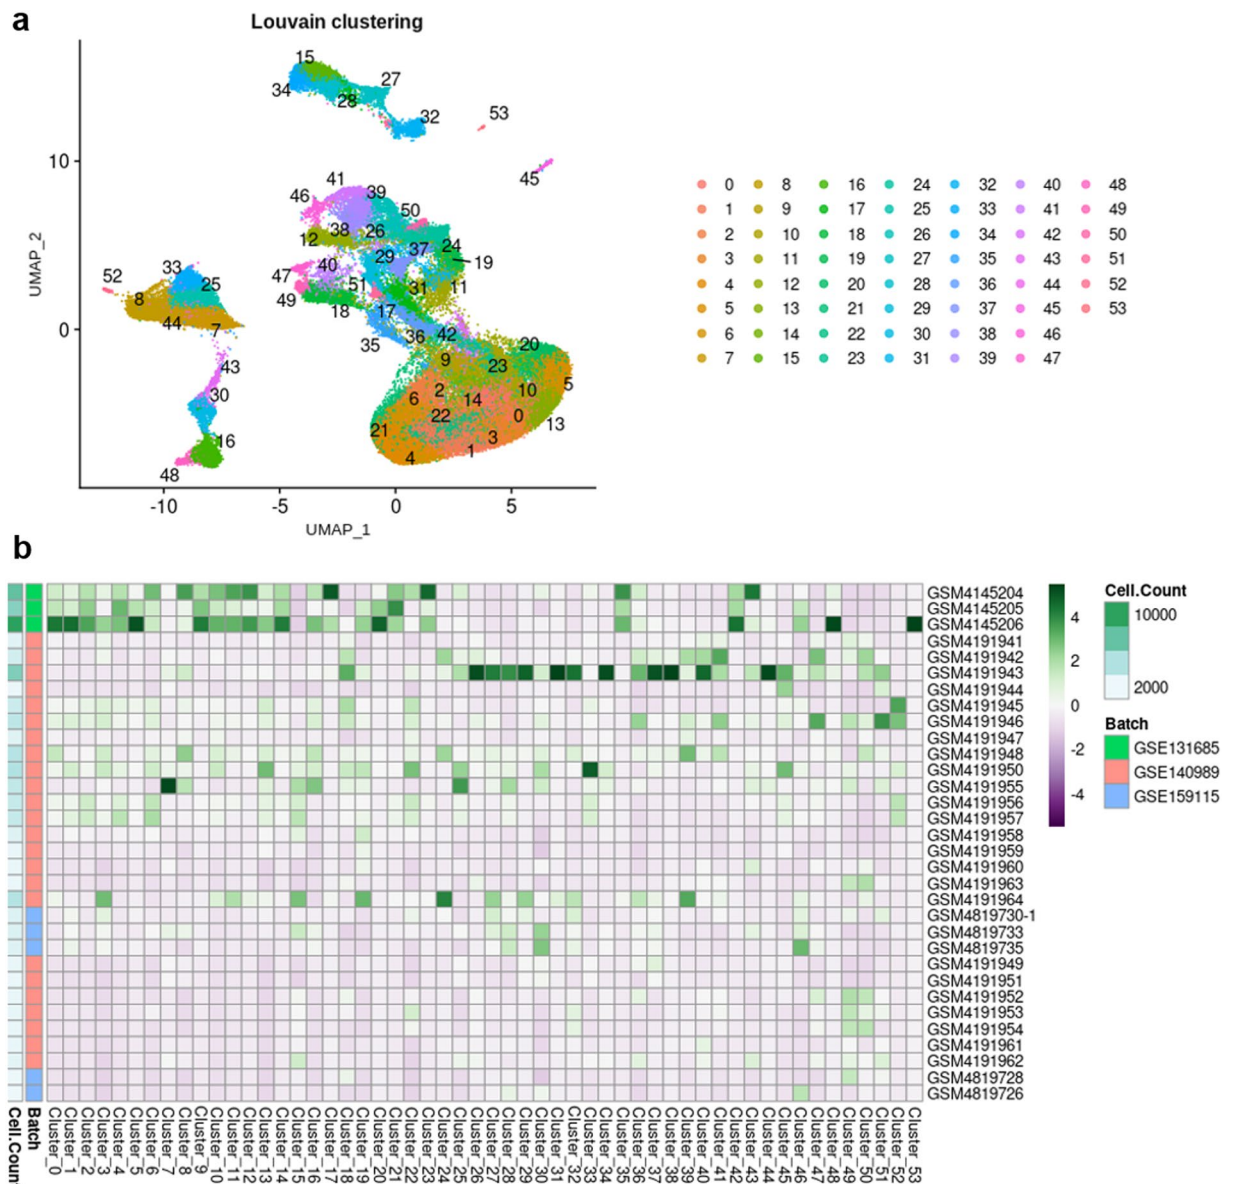 a
Louvain clustering
15
27
34
28
32
53
45
10
41
46
39
50
12
38
26
37
24
19
29
40
47
51
31
11
49
18
17
52
33
25
8
44
7
35
36
42
20
9
23
5
2
10
6
14
22
0
13
21
3
1
4
43
30
16
48
0
-10
-5
0
5
UMAP_1
UMAP_2
0 8 16 24 32 40 48
1 9 17 25 33 41 49
2 10 18 26 34 42 50
3 11 19 27 35 43 51
4 12 20 28 36 44 52
5 13 21 29 37 45 53
6 14 22 30 38 46
7 15 23 31 39 47
b
GSM4145204
GSM4145205
GSM4145206
GSM4191941
GSM4191942
GSM4191943
GSM4191944
GSM4191945
GSM4191946
GSM4191947
GSM4191948
GSM4191950
GSM4191955
GSM4191956
GSM4191957
GSM4191958
GSM4191959
GSM4191960
GSM4191963
GSM4191964
GSM4819730-1
GSM4819733
GSM4819735
GSM4191949
GSM4191951
GSM4191952
GSM4191953
GSM4191954
GSM4191961
GSM4191962
GSM4819728
GSM4819726
4
2
0
-2
-4
Cell.Count
10000
2000
Batch
GSE131685
GSE140989
GSE159115
Cell.Count
Batch
Cluster_0
Cluster_1
Cluster_2
Cluster_3
Cluster_4
Cluster_5
Cluster_6
Cluster_7
Cluster_8
Cluster_9
Cluster_10
Cluster_11
Cluster_12
Cluster_13
Cluster_14
Cluster_15
Cluster_16
Cluster_17
Cluster_18
Cluster_19
Cluster_20
Cluster_21
Cluster_22
Cluster_23
Cluster_24
Cluster_25
Cluster_26
Cluster_27
Cluster_28
Cluster_29
Cluster_30
Cluster_31
Cluster_32
Cluster_33
Cluster_34
Cluster_35
Cluster_36
Cluster_37
Cluster_38
Cluster_39
Cluster_40
Cluster_41
Cluster_42
Cluster_43
Cluster_44
Cluster_45
Cluster_46
Cluster_47
Cluster_48
Cluster_49
Cluster_50
Cluster_51
Cluster_52
Cluster_53